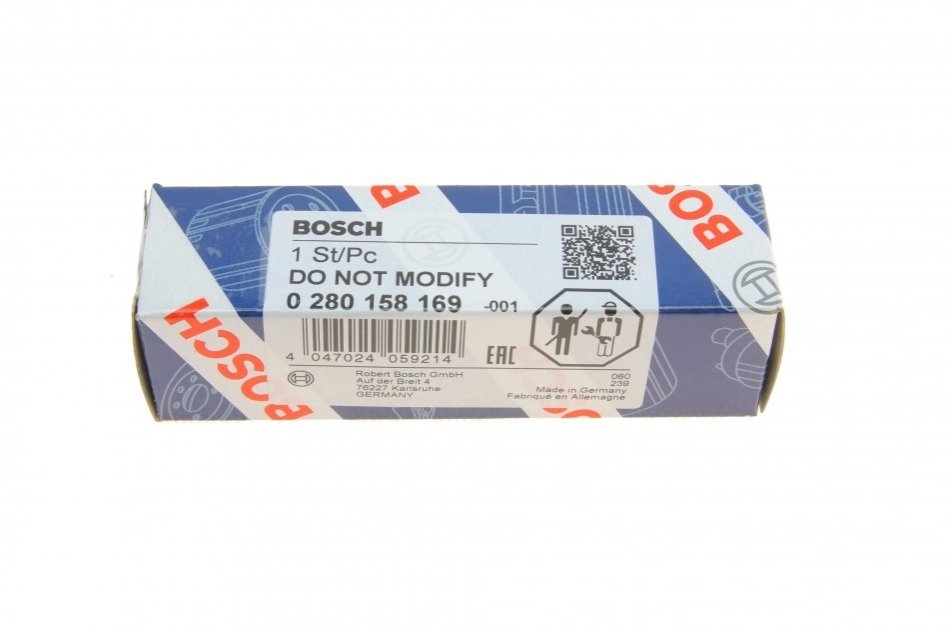 BOSCH
BOSCH
BOSCH
BOSCH
1 St/Pc
DO NOT MODIFY
0 280 158 169 -001
4 047024 059214
EAC
Robert Bosch GmbH
Auf der Breit 4
76227 Karlsruhe
GERMANY
060
239
Made in Germany
Fabriqué en Allemagne